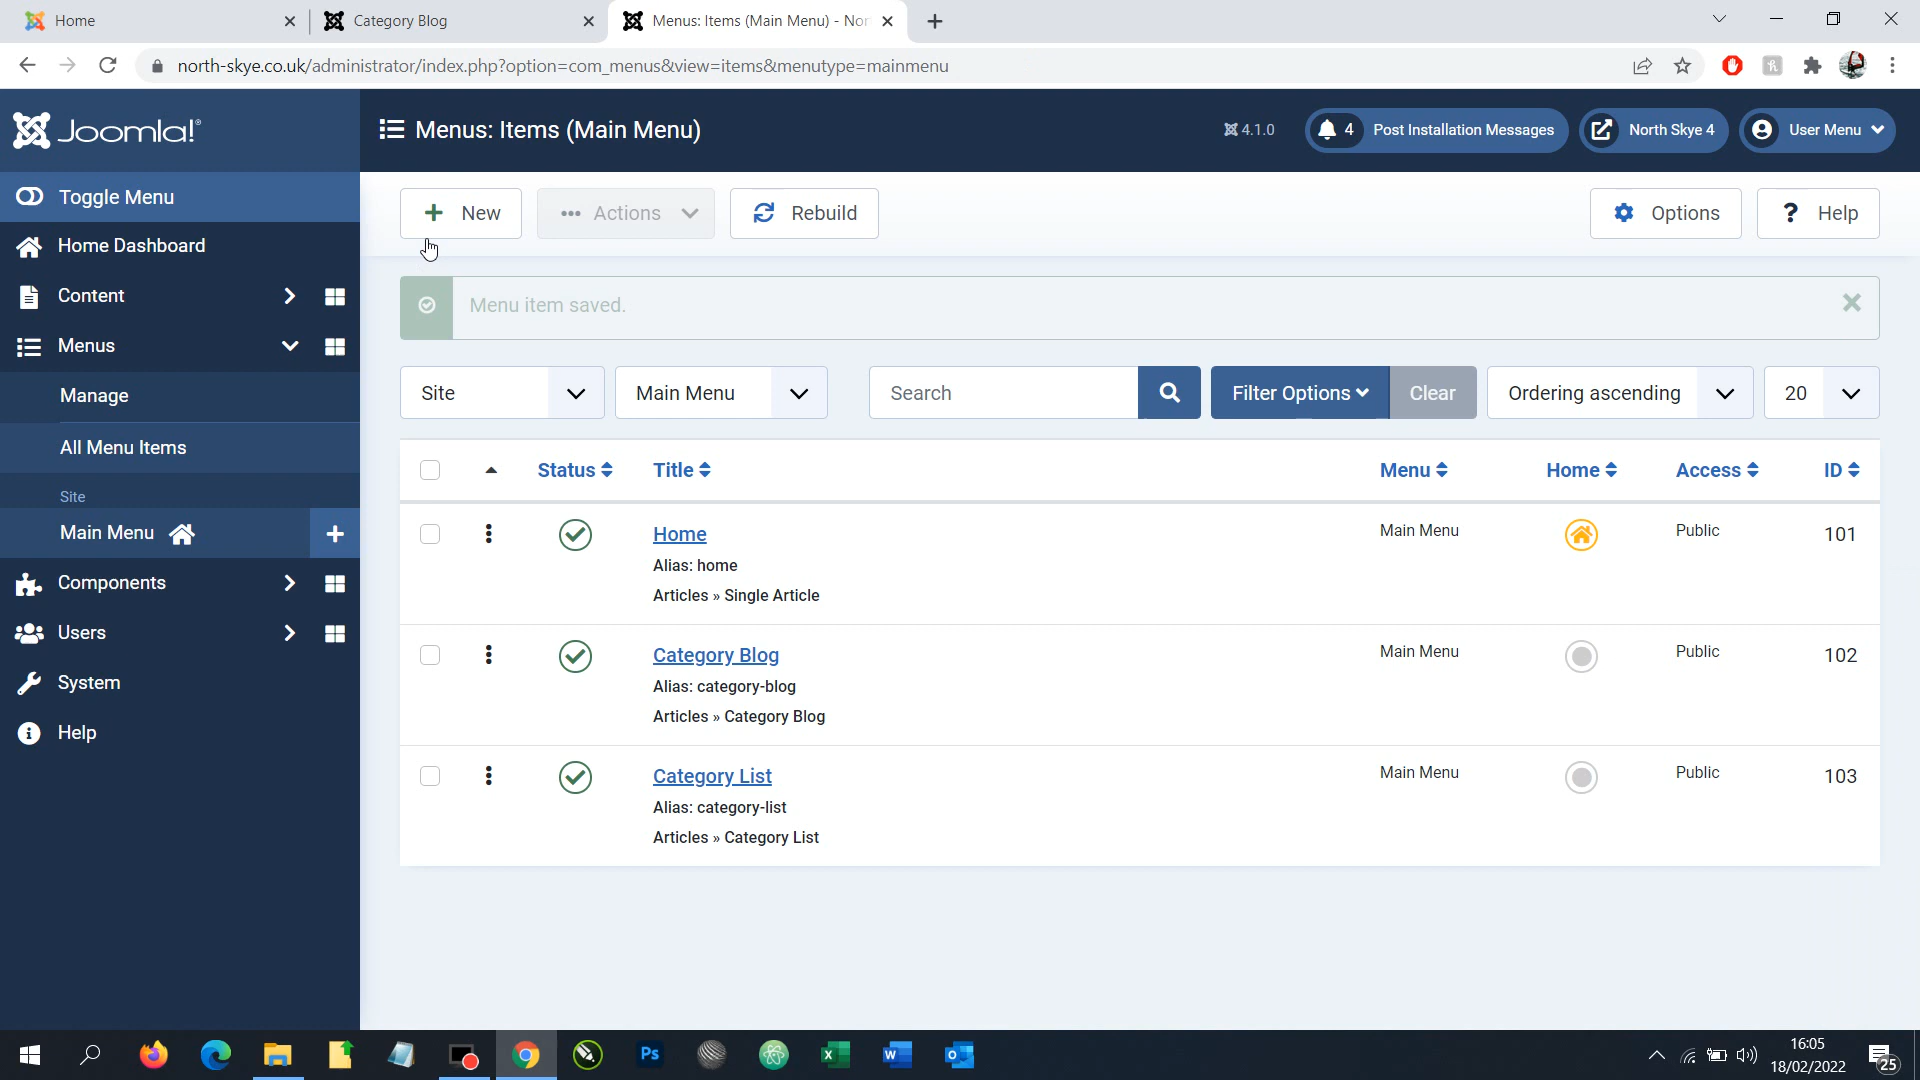 Home
Category Blog
Menus: Items (Main Menu) - Nor
north-skye.co.uk/administrator/index.php?option=com_menus&view=items&menutype=mainmenu
Joomla!®
Menus: Items (Main Menu)
4.1.0
4 Post Installation Messages
North Skye 4
User Menu
Toggle Menu
Home Dashboard
Content
Menus
Manage
All Menu Items
Site
Main Menu
Components
Users
System
Help
New
Actions
Rebuild
Options
Help
Menu item saved.
Site
Main Menu
Search
Filter Options
Clear
Ordering ascending
20
Status Title Menu Home Access ID
Home Main Menu Public 101
Alias: home
Articles » Single Article
Category Blog Main Menu Public 102
Alias: category-blog
Articles » Category Blog
Category List Main Menu Public 103
Alias: category-list
Articles » Category List
Ps
16:05
18/02/2022
25